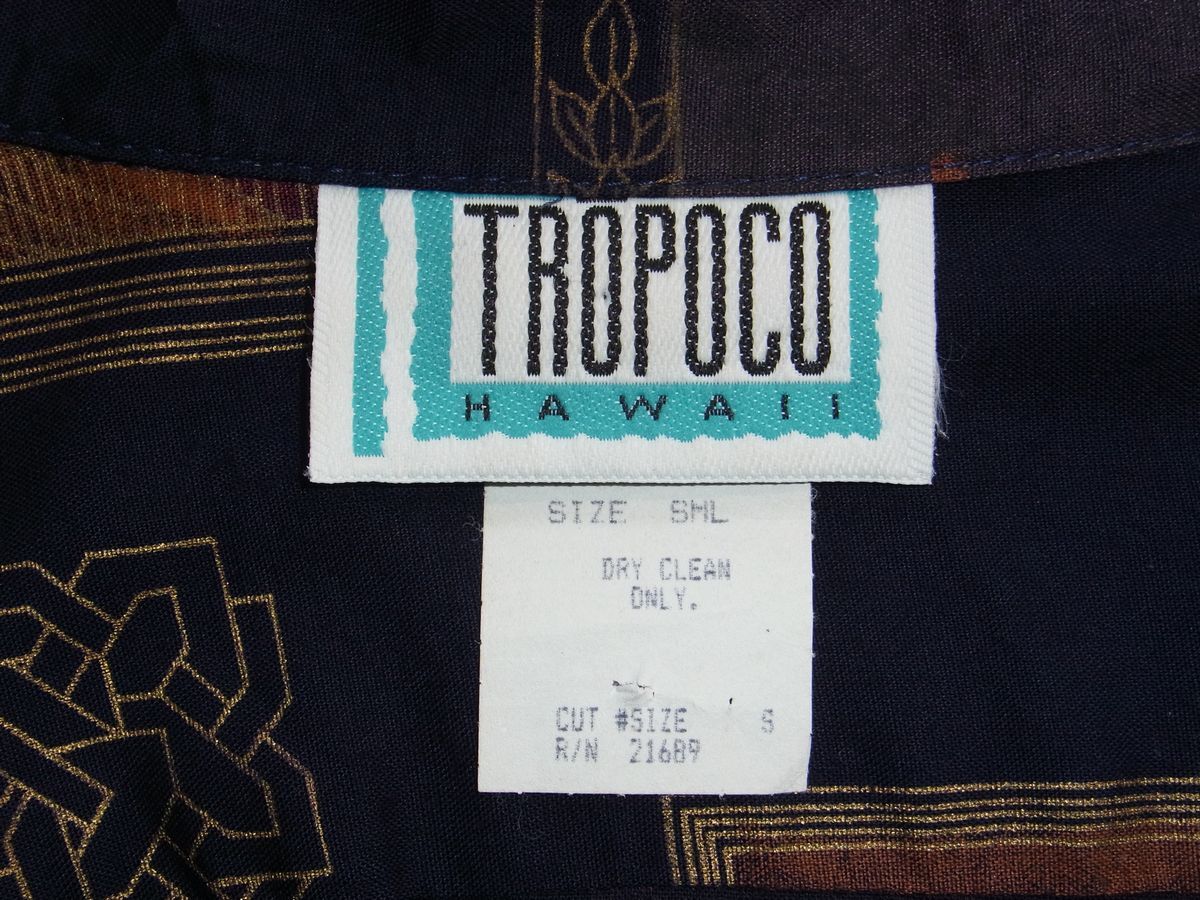 TROPOCO
HAWAII
SIZE SML
DRY CLEAN
ONLY.
CUT #SIZE S
R/N 21689